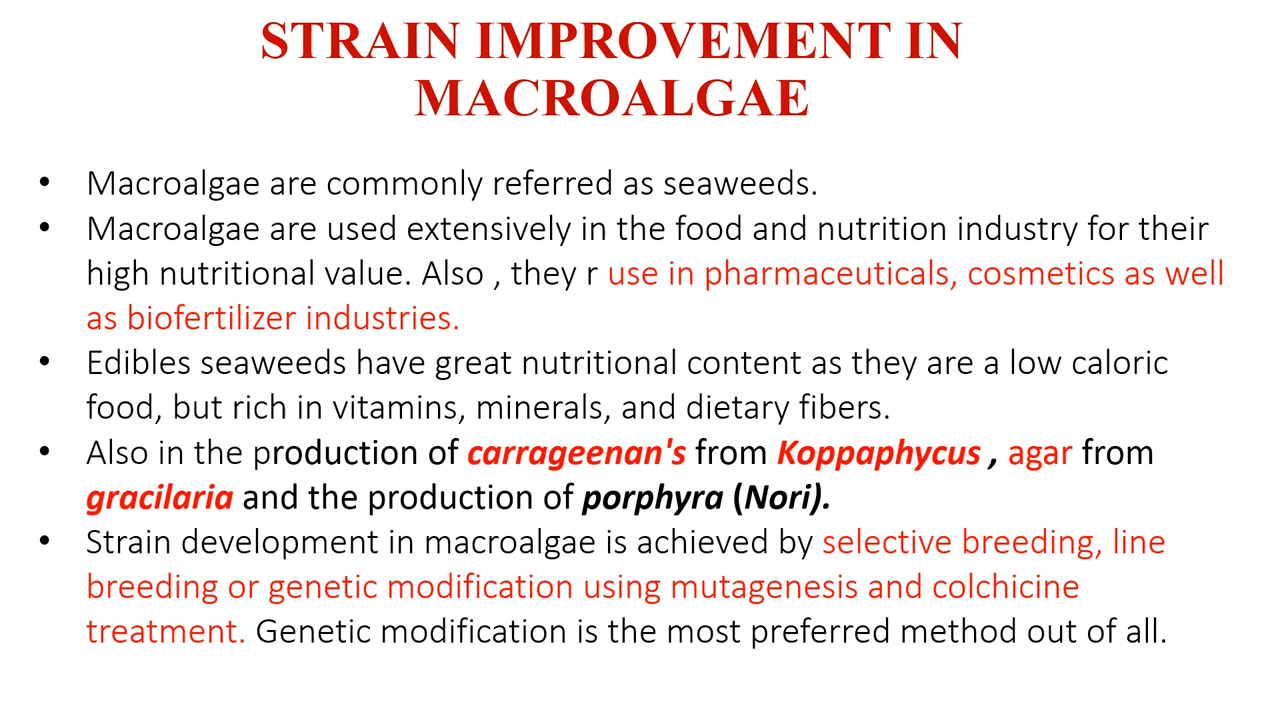 STRAIN IMPROVEMENT IN
MACROALGAE
• Macroalgae are commonly referred as seaweeds.
• Macroalgae are used extensively in the food and nutrition industry for their
high nutritional value. Also , they r use in pharmaceuticals, cosmetics as well
as biofertilizer industries.
• Edibles seaweeds have great nutritional content as they are a low caloric
food, but rich in vitamins, minerals, and dietary fibers.
• Also in the production of carrageenan's from Koppaphycus , agar from
gracilaria and the production of porphyra (Nori).
• Strain development in macroalgae is achieved by selective breeding, line
breeding or genetic modification using mutagenesis and colchicine
treatment. Genetic modification is the most preferred method out of all.